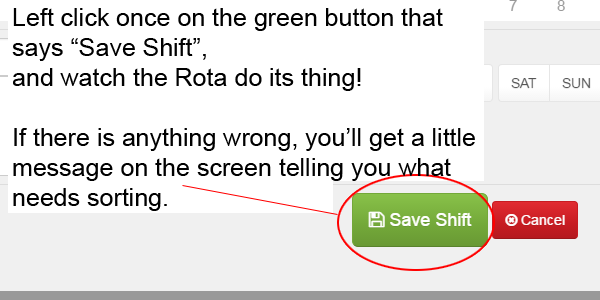 7 8
Left click once on the green button that
says “Save Shift”,
and watch the Rota do its thing!
SAT SUN
If there is anything wrong, you’ll get a little
message on the screen telling you what
needs sorting.
Save Shift
Cancel